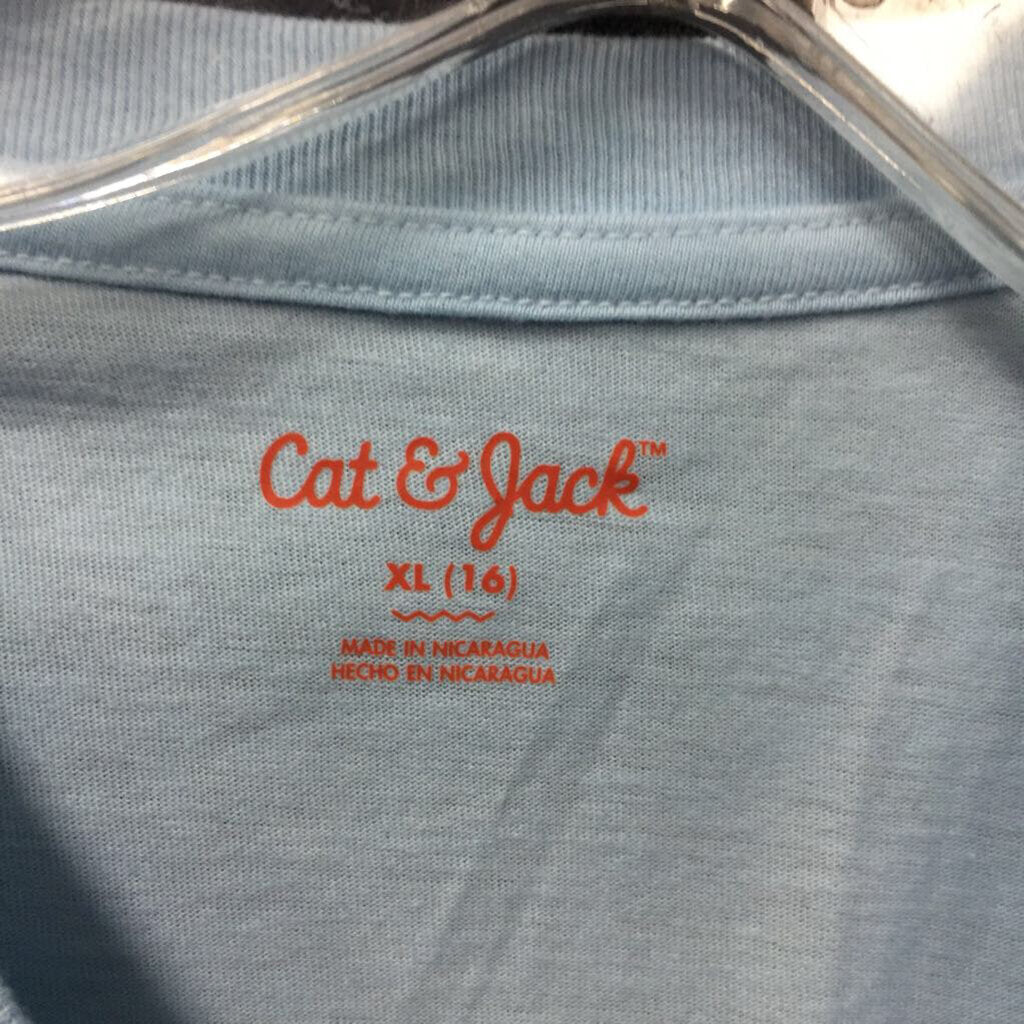 Cat & Jack™
XL (16)
MADE IN NICARAGUA
HECHO EN NICARAGUA